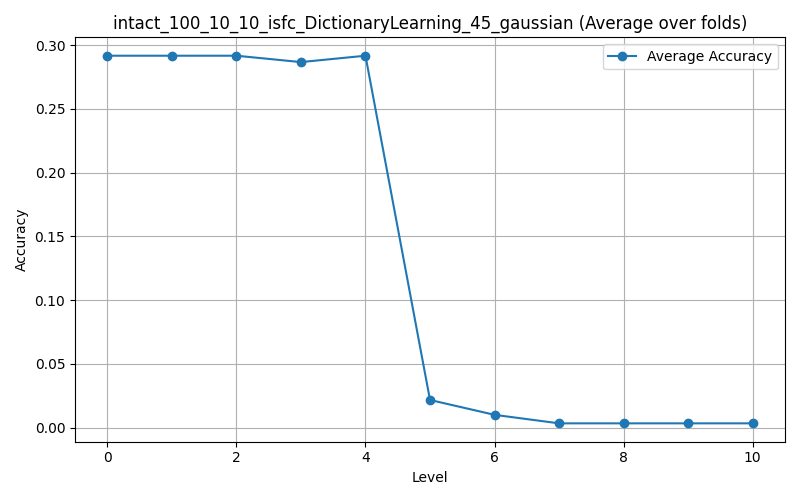 intact_100_10_10_isfc_DictionaryLearning_45_gaussian (Average over folds)
Average Accuracy
Accuracy
0.30
0.25
0.20
0.15
0.10
0.05
0.00
0 2 4 6 8 10
Level